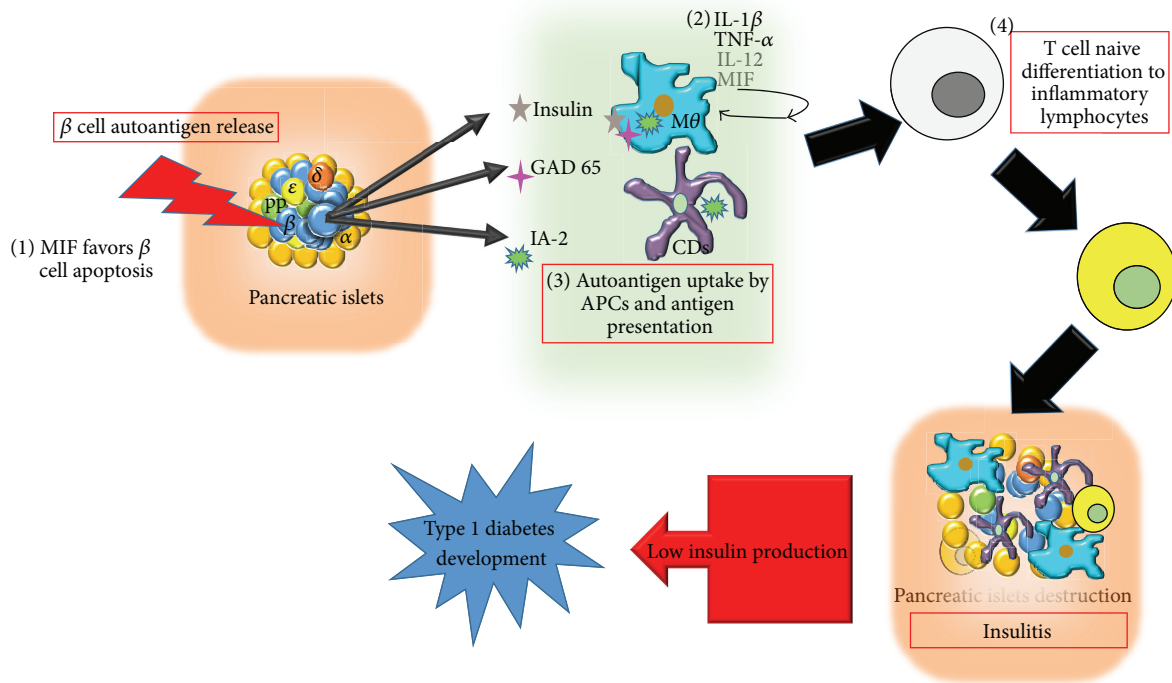 β cell autoantigen release
(1) MIF favors β
cell apoptosis
δ
ε
pp
β
α
Pancreatic islets
Insulin
GAD 65
IA-2
(2) IL-1β
TNF-α
IL-12
MIF
Mθ
CDs
(3) Autoantigen uptake by
APCs and antigen
presentation
(4)
T cell naive
differentiation to
inflammatory
lymphocytes
Pancreatic islets destruction
Insulitis
Low insulin production
Type 1 diabetes
development